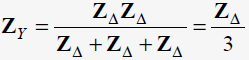 Z_Y = Z_Δ Z_Δ / (Z_Δ + Z_Δ + Z_Δ) = Z_Δ / 3